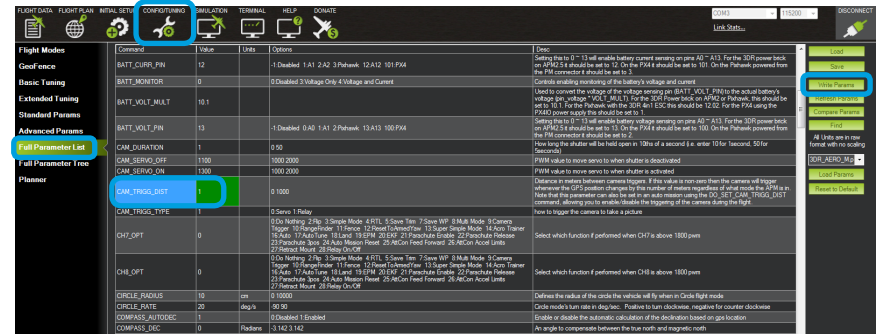 FLIGHT DATA FLIGHT PLAN INITIAL SETUP CONFIG/TUNING SIMULATION TERMINAL HELP DONATE
COM3 115200 DISCONNECT
Link Stats...
Flight Modes
GeoFence
Basic Tuning
Extended Tuning
Standard Params
Advanced Params
Full Parameter List
Full Parameter Tree
Planner
Command Value Units Options Desc
BATT_CURR_PIN 12 -1:Disabled 1:A1 2:A2 3:Pixhawk 12:A12 101:PX4
Setting this to 0 ~ 13 will enable battery current sensing on pins A0 ~ A13. For the 3DR power brick
on APM2.5 it should be set to 12. On the PX4 it should be set to 101. On the Pixhawk powered from
the PM connector it should be set to 3.
BATT_MONITOR 0 0:Disabled 3:Voltage Only 4:Voltage and Current Controls enabling monitoring of the battery's voltage and current
BATT_VOLT_MULT 10.1
Used to convert the voltage of the voltage sensing pin (BATT_VOLT_PIN) to the actual battery's
voltage (pin_voltage * VOLT_MULT). For the 3DR Power brick on APM2 or Pixhawk, this should be
set to 10.1. For the Pixhawk with the 3DR 4in1 ESC this should be 12.02. For the PX4 using the
PX4IO power supply this should be set to 1.
BATT_VOLT_PIN 13 -1:Disabled 0:A0 1:A1 2:Pixhawk 13:A13 100:PX4
Setting this to 0 ~ 13 will enable battery voltage sensing on pins A0 ~ A13. For the 3DR power brick
on APM2.5 it should be set to 13. On the PX4 it should be set to 100. On the Pixhawk powered from
the PM connector it should be set to 2.
CAM_DURATION 1 0 50
How long the shutter will be held open in 10ths of a second (i.e. enter 10 for 1second, 50 for
5seconds)
CAM_SERVO_OFF 1100 1000 2000 PWM value to move servo to when shutter is deactivated
CAM_SERVO_ON 1300 1000 2000 PWM value to move servo to when shutter is activated
CAM_TRIGG_DIST 1 0 1000
Distance in meters between camera triggers. If this value is non-zero then the camera will trigger
whenever the GPS position changes by this number of meters regardless of what mode the APM is in.
Note that this parameter can also be set in an auto mission using the DO_SET_CAM_TRIGG_DIST
command, allowing you to enable/disable the triggering of the camera during the flight.
CAM_TRIGG_TYPE 1 0:Servo 1:Relay how to trigger the camera to take a picture
CH7_OPT 0
0:Do Nothing 2:Flip 3:Simple Mode 4:RTL 5:Save Trim 7:Save WP 8:Multi Mode 9:Camera
Trigger 10:RangeFinder 11:Fence 12:ResetToArmedYaw 13:Super Simple Mode 14:Acro Trainer
16:Auto 17:AutoTune 18:Land 19:EPM 20:EKF 21:Parachute Enable 22:Parachute Release
23:Parachute 3pos 24:Auto Mission Reset 25:AttCon Feed Forward 26:AttCon Accel Limits
27:Retract Mount 28:Relay On/Off
Select which function if performed when CH7 is above 1800 pwm
CH8_OPT 0
0:Do Nothing 2:Flip 3:Simple Mode 4:RTL 5:Save Trim 7:Save WP 8:Multi Mode 9:Camera
Trigger 10:RangeFinder 11:Fence 12:ResetToArmedYaw 13:Super Simple Mode 14:Acro Trainer
16:Auto 17:AutoTune 18:Land 19:EPM 20:EKF 21:Parachute Enable 22:Parachute Release
23:Parachute 3pos 24:Auto Mission Reset 25:AttCon Feed Forward 26:AttCon Accel Limits
27:Retract Mount 28:Relay On/Off
Select which function if performed when CH8 is above 1800 pwm
CIRCLE_RADIUS 10 cm 0 10000 Defines the radius of the circle the vehicle will fly when in Circle flight mode
CIRCLE_RATE 20 deg/s -90 90 Circle mode's turn rate in deg/sec. Positive to turn clockwise, negative for counter clockwise
COMPASS_AUTODEC 1 0:Disabled 1:Enabled Enable or disable the automatic calculation of the declination based on gps location
COMPASS_DEC 0 Radians -3.142 3.142 An angle to compensate between the true north and magnetic north
Load
Save
Write Params
Refresh Params
Compare Params
Find
All Units are in raw
format with no scaling
3DR_AERO_M.p
Load Params
Reset to Default